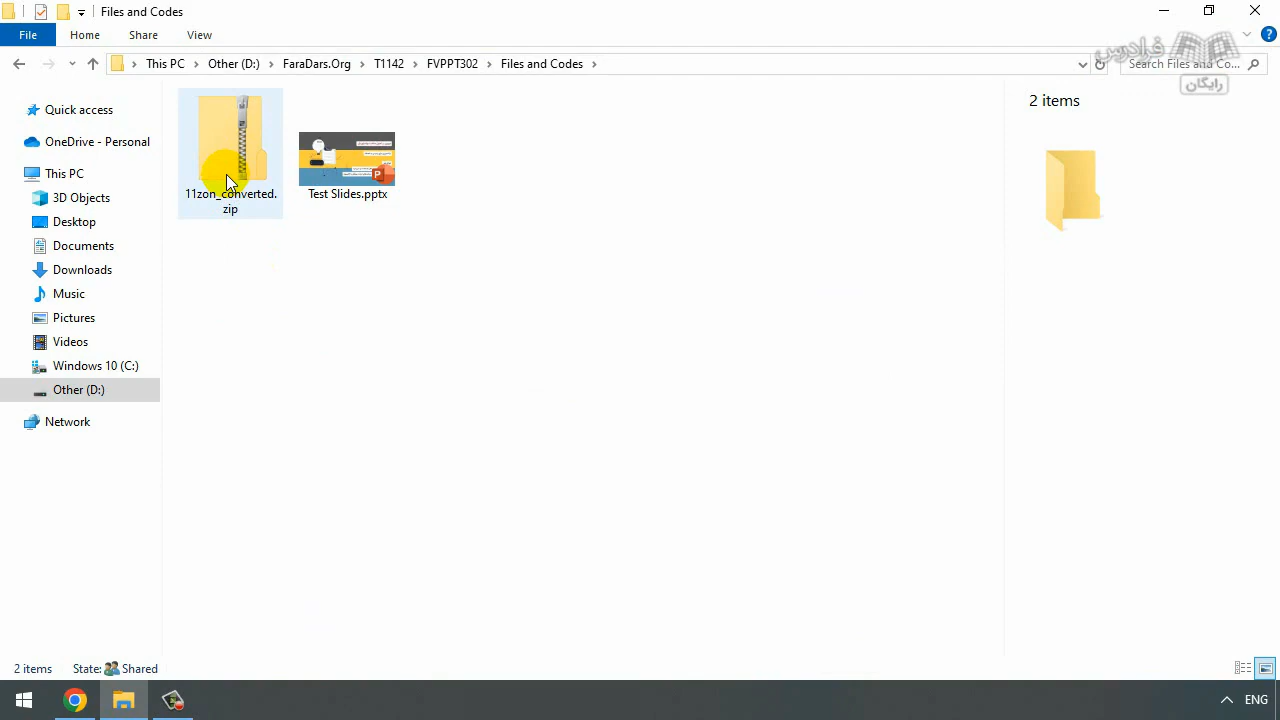 Files and Codes
File
Home
Share
View
This PC
Other (D:)
FaraDars.Org
T1142
FVPPT302
Files and Codes
Search Files and Co...
فرادرس
رایگان
Quick access
OneDrive - Personal
This PC
3D Objects
Desktop
Documents
Downloads
Music
Pictures
Videos
Windows 10 (C:)
Other (D:)
Network
11zon_converted.
zip
Test Slides.pptx
P
2 items
2 items
State:
Shared
ENG